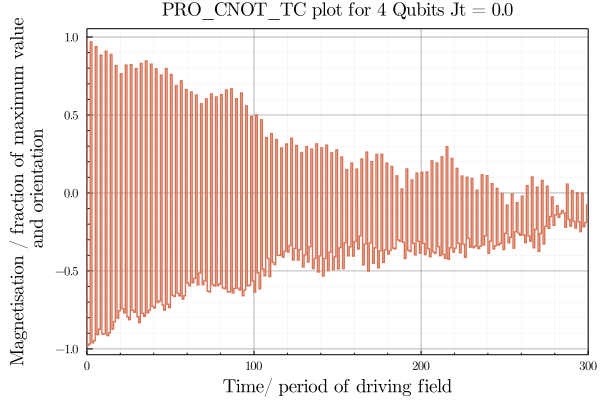 PRO_CNOT_TC plot for 4 Qubits Jt = 0.0
Magnetisation / fraction of maximum value
and orientation
1.0
0.5
0.0
−0.5
−1.0
0
100
200
300
Time/ period of driving field